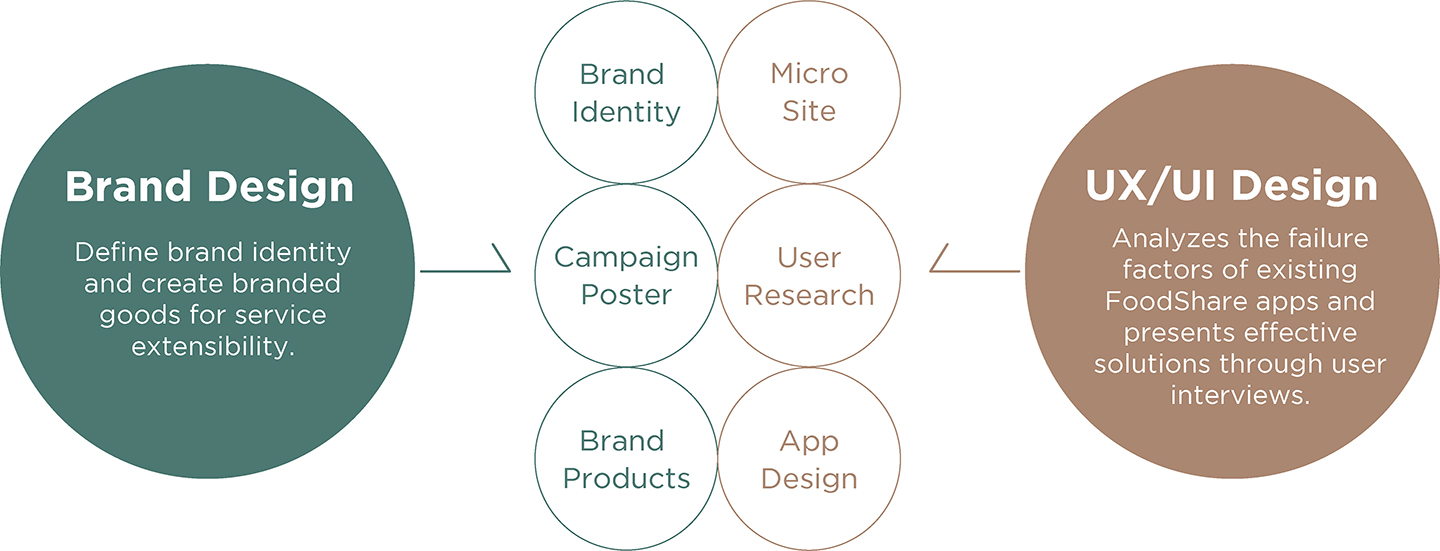 Brand Design
Define brand identity
and create branded
goods for service
extensibility.
Brand
Identity
Micro
Site
Campaign
Poster
User
Research
Brand
Products
App
Design
UX/UI Design
Analyzes the failure
factors of existing
FoodShare apps and
presents effective
solutions through user
interviews.